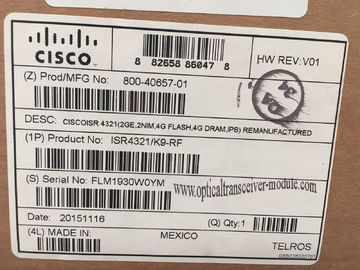 CISCO
8 82658 86047 8
HW REV:V01
(Z) Prod/MFG No: 800-40657-01
DESC: CISCOISR 4321(2GE,2NIM,4G FLASH,4G DRAM,IPB) REMANUFACTURED
(1P) Product No: ISR4321/K9-RF
(S) Serial No: FLM1930W0YM
www.opticaltransceiver-module.com
Date: 20151116
(Q) Qty:1
(4L) MADE IN: MEXICO
TELROS